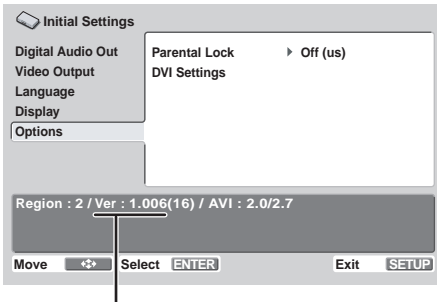 Initial Settings
Digital Audio Out
Video Output
Language
Display
Options
Parental Lock Off (us)
DVI Settings
Region : 2 / Ver : 1.006(16) / AVI : 2.0/2.7
Move Select ENTER Exit SETUP